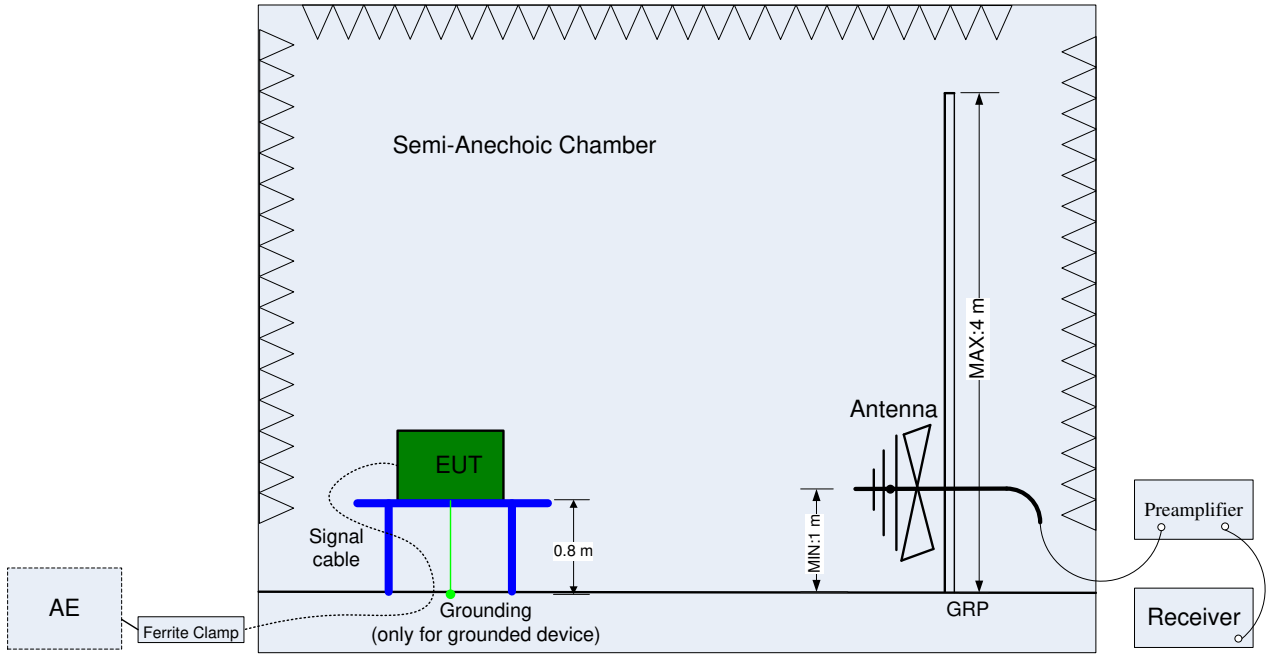 Semi-Anechoic Chamber
MAX:4 m
Antenna
EUT
Preamplifier
MIN:1 m
Signal
cable
0.8 m
AE
Ferrite Clamp
Grounding
(only for grounded device)
GRP
Receiver